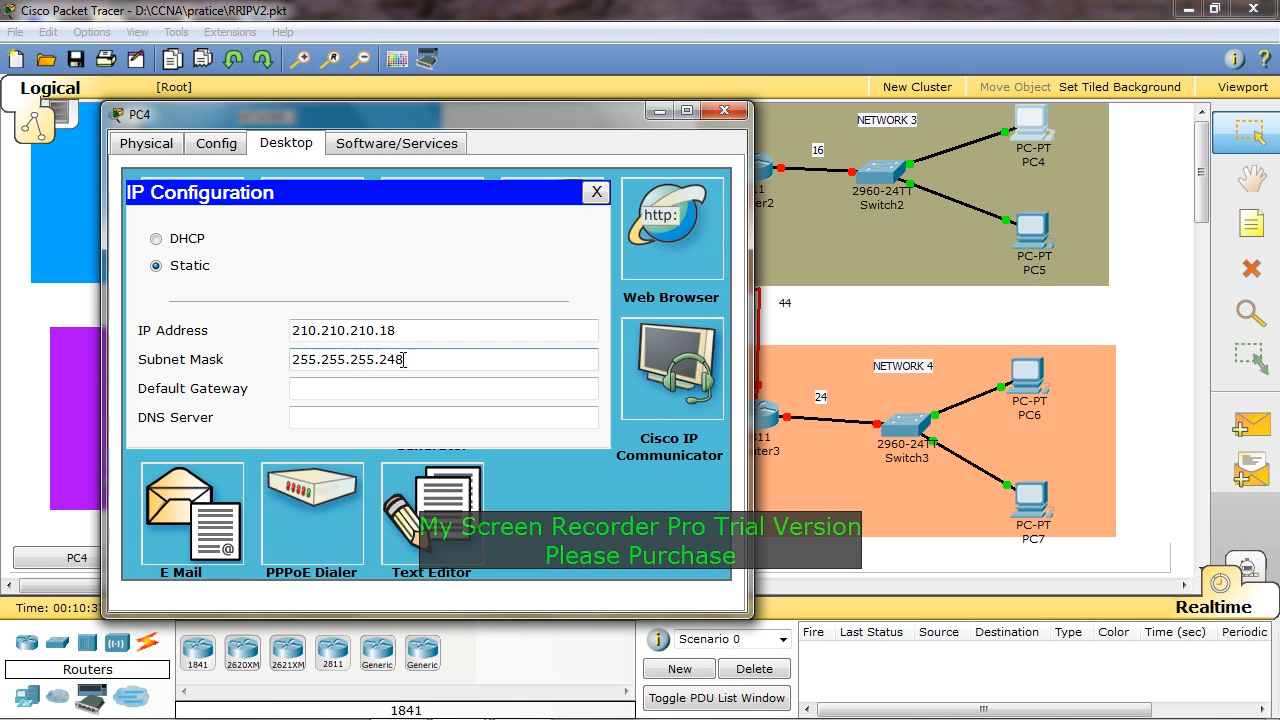 Cisco Packet Tracer - D:\CCNA\pratice\RRIPV2.pkt
File Edit Options View Tools Extensions Help
Logical [Root] New Cluster Move Object Set Tiled Background Viewport
PC4
Physical Config Desktop Software/Services
IP Configuration X
DHCP
Static
IP Address 210.210.210.18
Subnet Mask 255.255.255.248
Default Gateway
DNS Server
http:
Web Browser
Cisco IP
Communicator
E Mail PPPoE Dialer Text Editor
NETWORK 3
16
PC-PT
PC4
2960-24TT
Switch2
PC-PT
PC5
44
NETWORK 4
24
PC-PT
PC6
2960-24TT
Switch3
PC-PT
PC7
My Screen Recorder Pro Trial Version
Please Purchase
PC4
Realtime
Routers
1841 2620XM 2621XM 2811 Generic Generic
1841
Scenario 0
New Delete
Toggle PDU List Window
Fire Last Status Source Destination Type Color Time (sec) Periodic